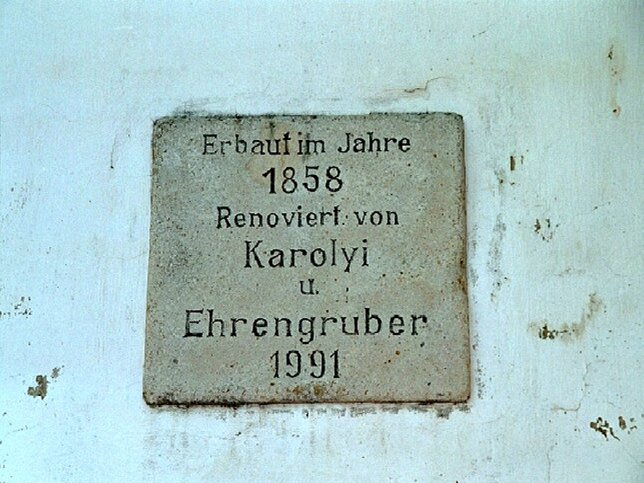 Erbaut im Jahre
1858
Renoviert von
Karolyi
u.
Ehrengruber
1991